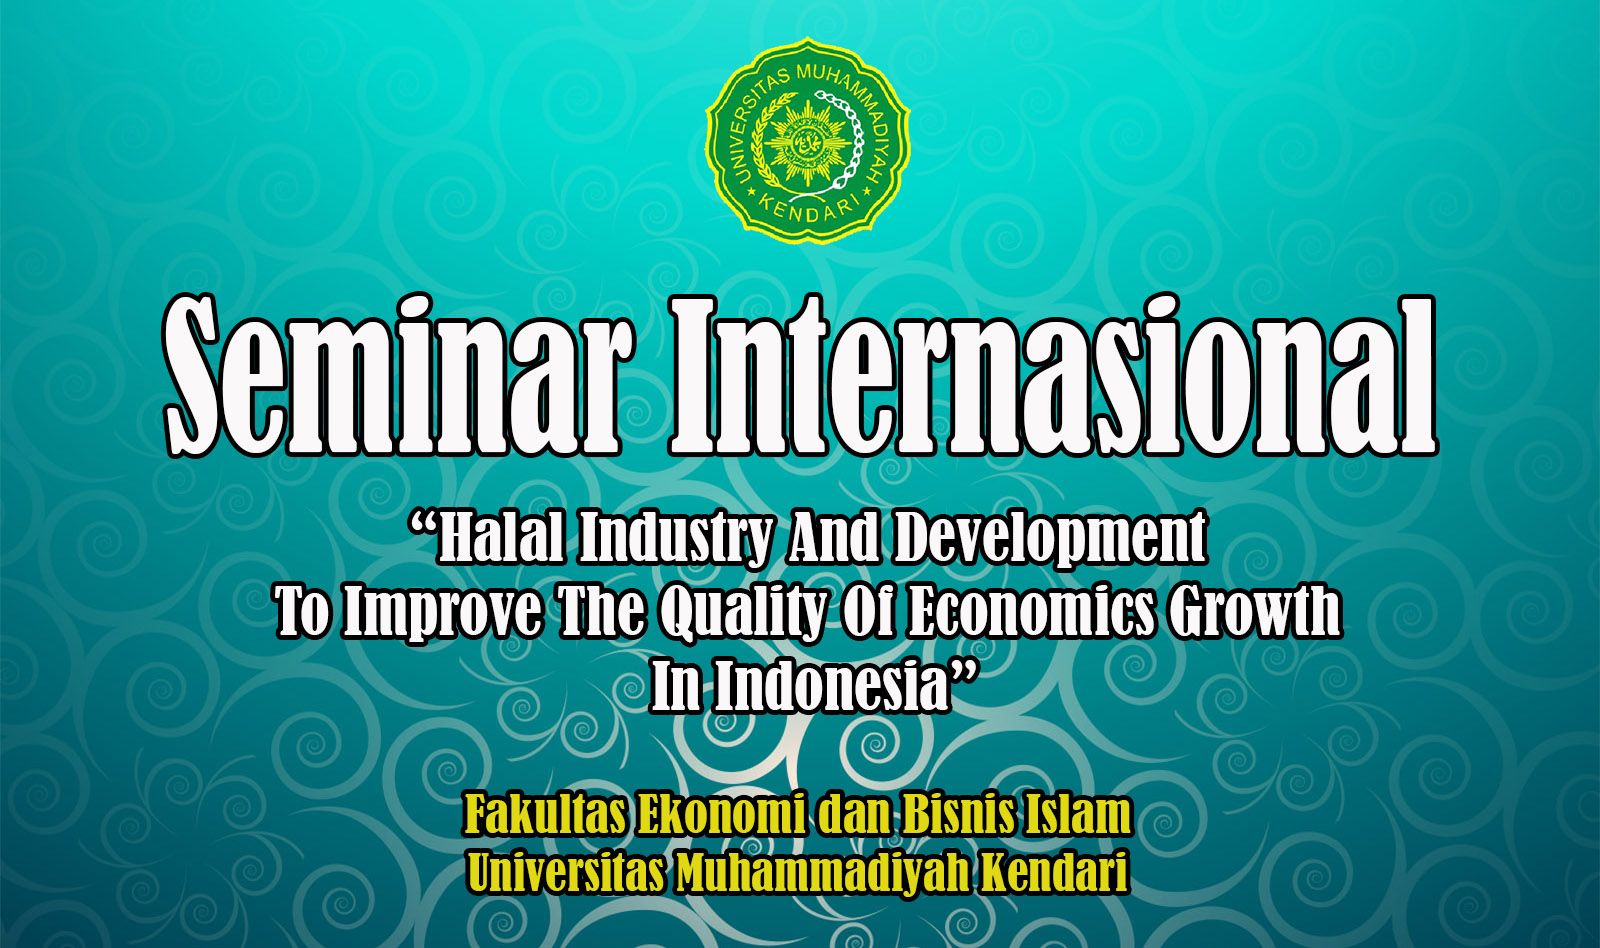 UNIVERSITAS MUHAMMADIYAH
KENDARI
Seminar Internasional
“Halal Industry And Development
To Improve The Quality Of Economics Growth
In Indonesia”
Fakultas Ekonomi dan Bisnis Islam
Universitas Muhammadiyah Kendari